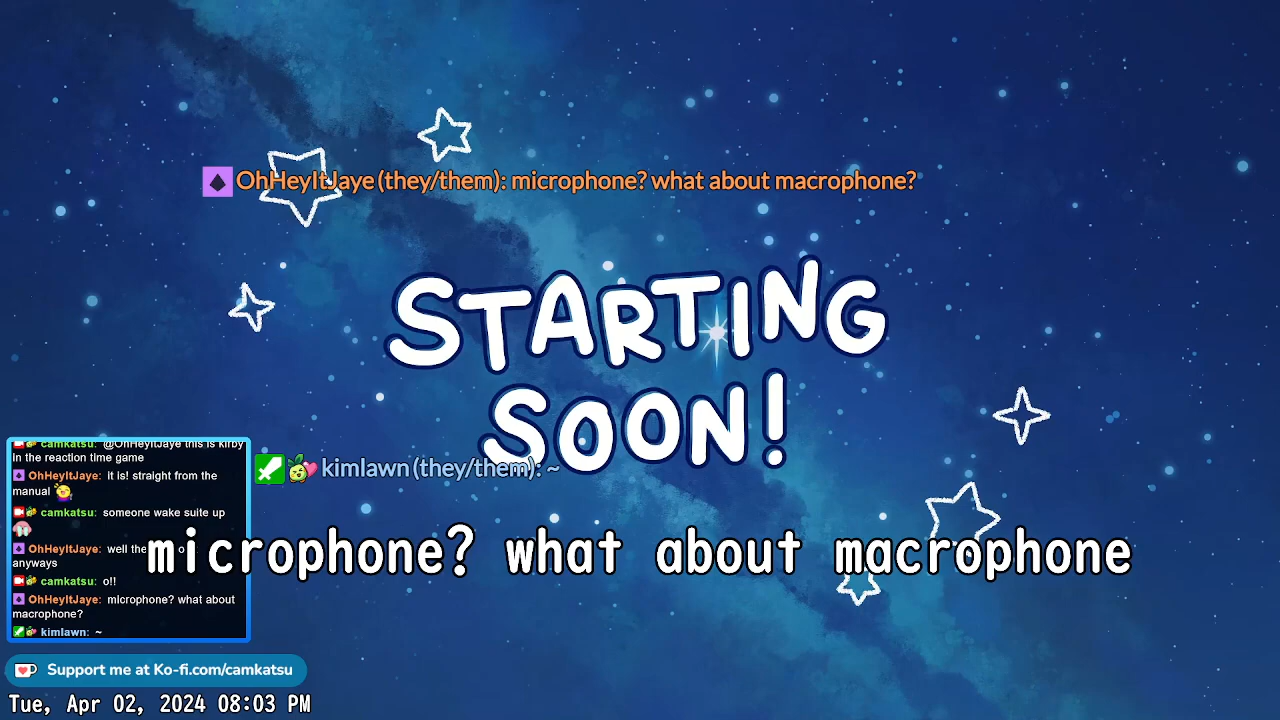 OhHeyItJaye (they/them): microphone? what about macrophone?
STARTING
SOON!
kimlawn (they/them): ~
camkatsu: @OhHeyItJaye this is kirby
in the reaction time game
OhHeyItJaye: it is! straight from the
manual
camkatsu: someone wake suite up
OhHeyItJaye: well the
anyways
camkatsu: o!!
OhHeyItJaye: microphone? what about
macrophone?
kimlawn: ~
microphone? what about macrophone
Support me at Ko-fi.com/camkatsu
Tue, Apr 02, 2024 08:03 PM